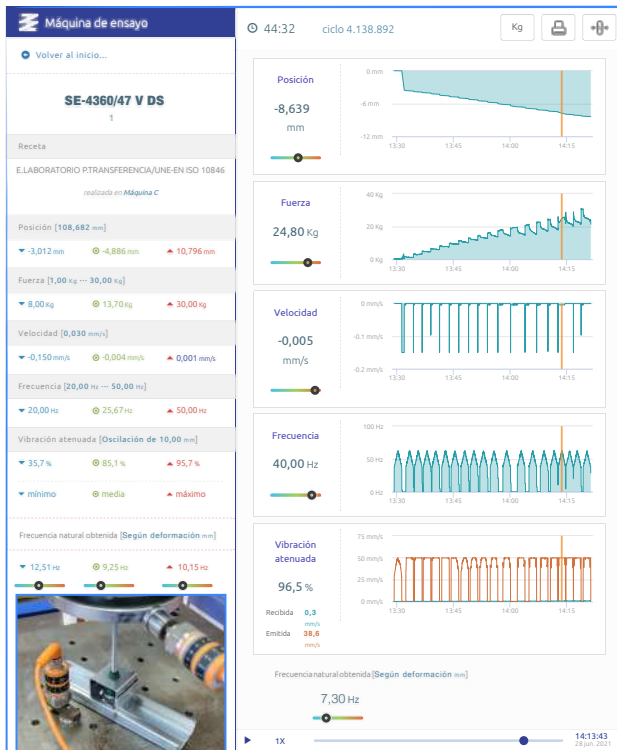 Máquina de ensayo
Volver al inicio...
SE-4360/47 V DS
1
Receta
E.LABORATORIO P.TRANSFERENCIA/UNE-EN ISO 10846
realizada en Máquina C
Posición [108,682 mm]
-3,012 mm -4,886 mm 10,796 mm
Fuerza [1,00 Kg --- 30,00 Kg]
8,00 Kg 13,70 Kg 30,00 Kg
Velocidad [0,030 mm/s]
-0,150 mm/s -0,004 mm/s 0,001 mm/s
Frecuencia [20,00 Hz --- 50,00 Hz]
20,00 Hz 25,67 Hz 50,00 Hz
Vibración atenuada [Oscilación de 10,00 mm]
35,7 % 85,1 % 95,7 %
mínimo media máximo
Frecuencia natural obtenida [Según deformación mm]
12,51 Hz 9,25 Hz 10,15 Hz
44:32 ciclo 4.138.892 Kg
Posición
-8,639
mm
0 mm
-6 mm
-12 mm
13:30 13:45 14:00 14:15
Fuerza
24,80 Kg
40 Kg
20 Kg
0 Kg
13:30 13:45 14:00 14:15
Velocidad
-0,005
mm/s
0 mm/s
-0.1 mm/s
-0.2 mm/s
13:30 13:45 14:00 14:15
Frecuencia
40,00 Hz
100 Hz
50 Hz
0 Hz
13:30 13:45 14:00 14:15
Vibración
atenuada
96,5 %
Recibida 0,3
mm/s
Emitida 38,6
mm/s
75 mm/s
50 mm/s
25 mm/s
0 mm/s
13:30 13:45 14:00 14:15
Frecuencia natural obtenida [Según deformación mm]
7,30 Hz
1X
14:13:43
28 jun. 2021